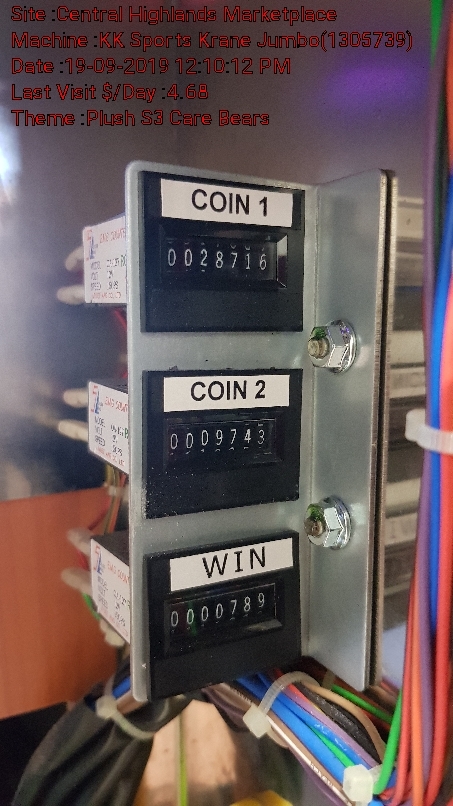 Site :Central Highlands Marketplace
Machine :KK Sports Krane Jumbo(1305739)
Date :19-09-2019 12:10:12 PM
Last Visit $/Day :4.68
Theme :Plush S3 Care Bears
COIN 1
0028716
COIN 2
0009743
WIN
0000789